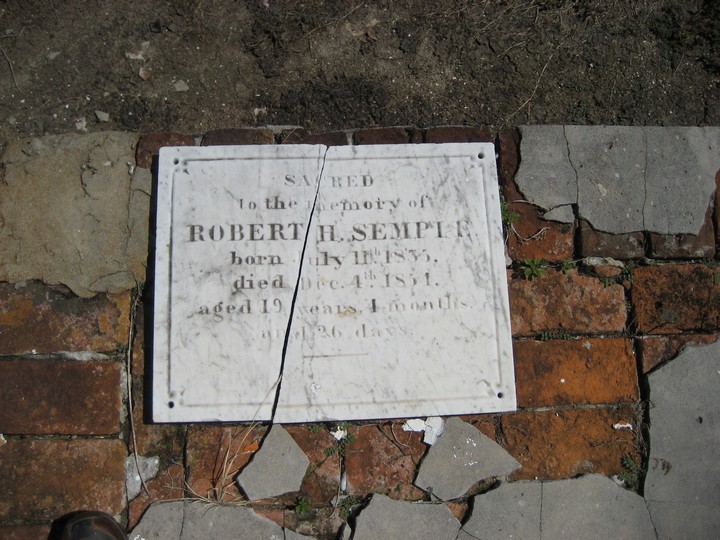 SACRED
to the memory of
ROBERT H. SEMPLE
born July 11th 1835.
died Dec. 4th 1854.
aged 19 years, 4 months.
and 26 days.